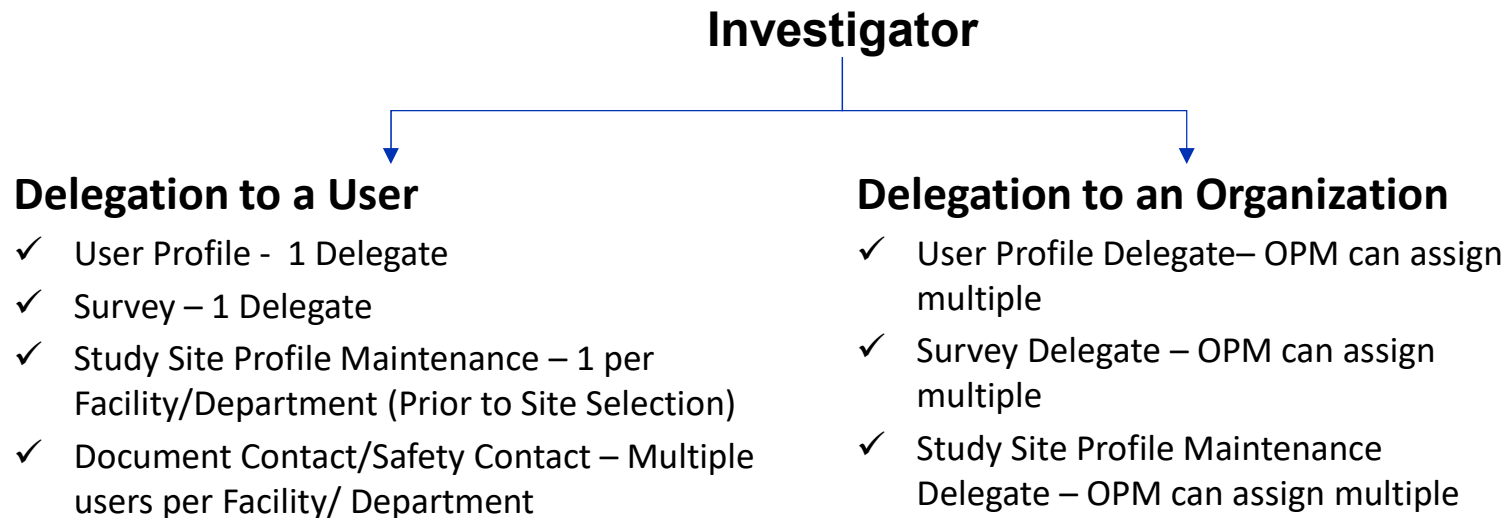 Investigator
Delegation to a User
✓ User Profile - 1 Delegate
✓ Survey – 1 Delegate
✓ Study Site Profile Maintenance – 1 per
Facility/Department (Prior to Site Selection)
✓ Document Contact/Safety Contact – Multiple
users per Facility/ Department
Delegation to an Organization
✓ User Profile Delegate– OPM can assign
multiple
✓ Survey Delegate – OPM can assign
multiple
✓ Study Site Profile Maintenance
Delegate – OPM can assign multiple